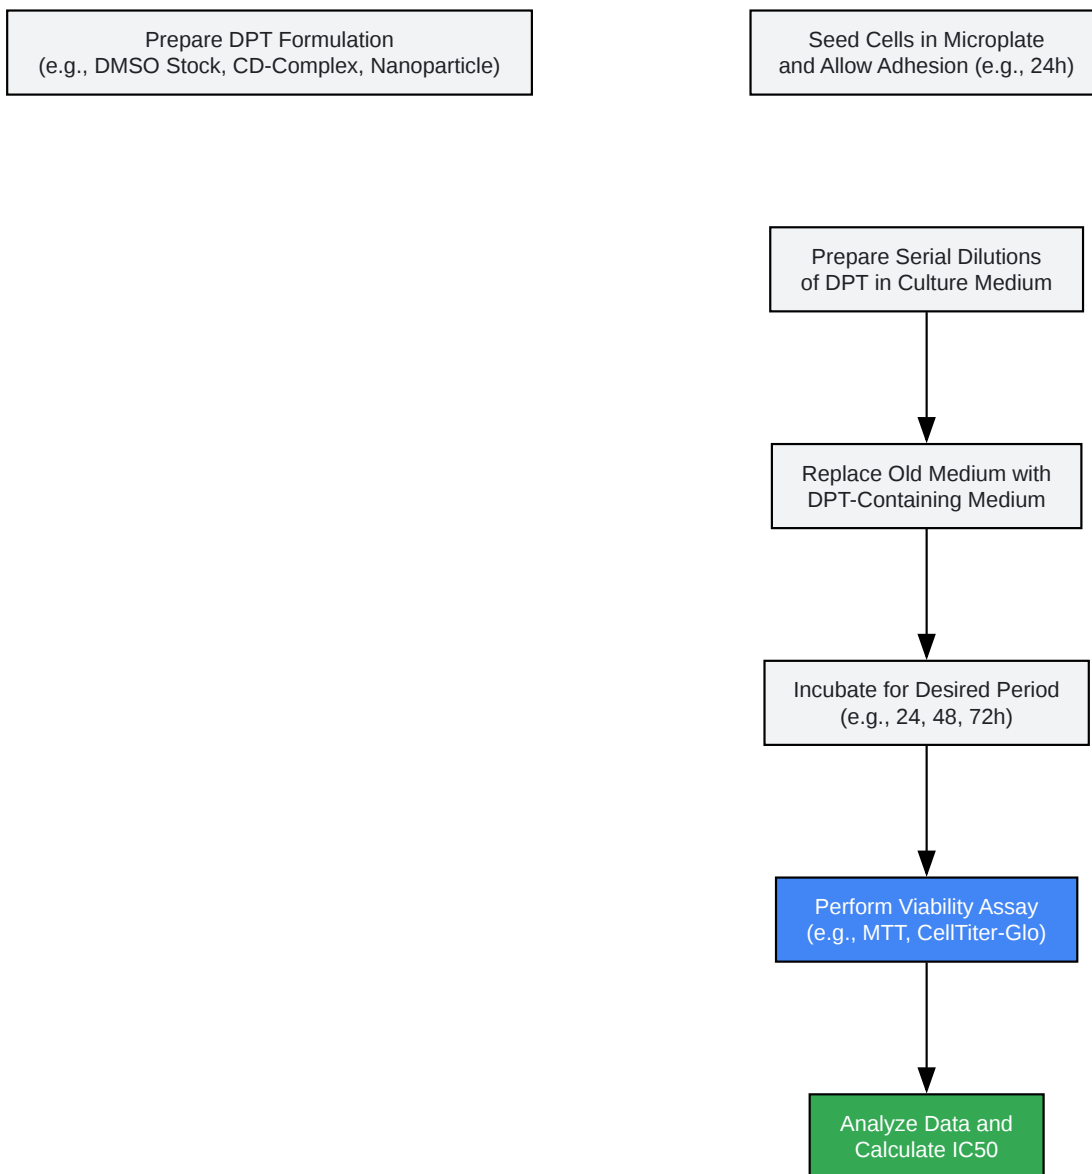 Prepare DPT Formulation
(e.g., DMSO Stock, CD-Complex, Nanoparticle)
Seed Cells in Microplate
and Allow Adhesion (e.g., 24h)
Prepare Serial Dilutions
of DPT in Culture Medium
Replace Old Medium with
DPT-Containing Medium
Incubate for Desired Period
(e.g., 24, 48, 72h)
Perform Viability Assay
(e.g., MTT, CellTiter-Glo)
Analyze Data and
Calculate IC50